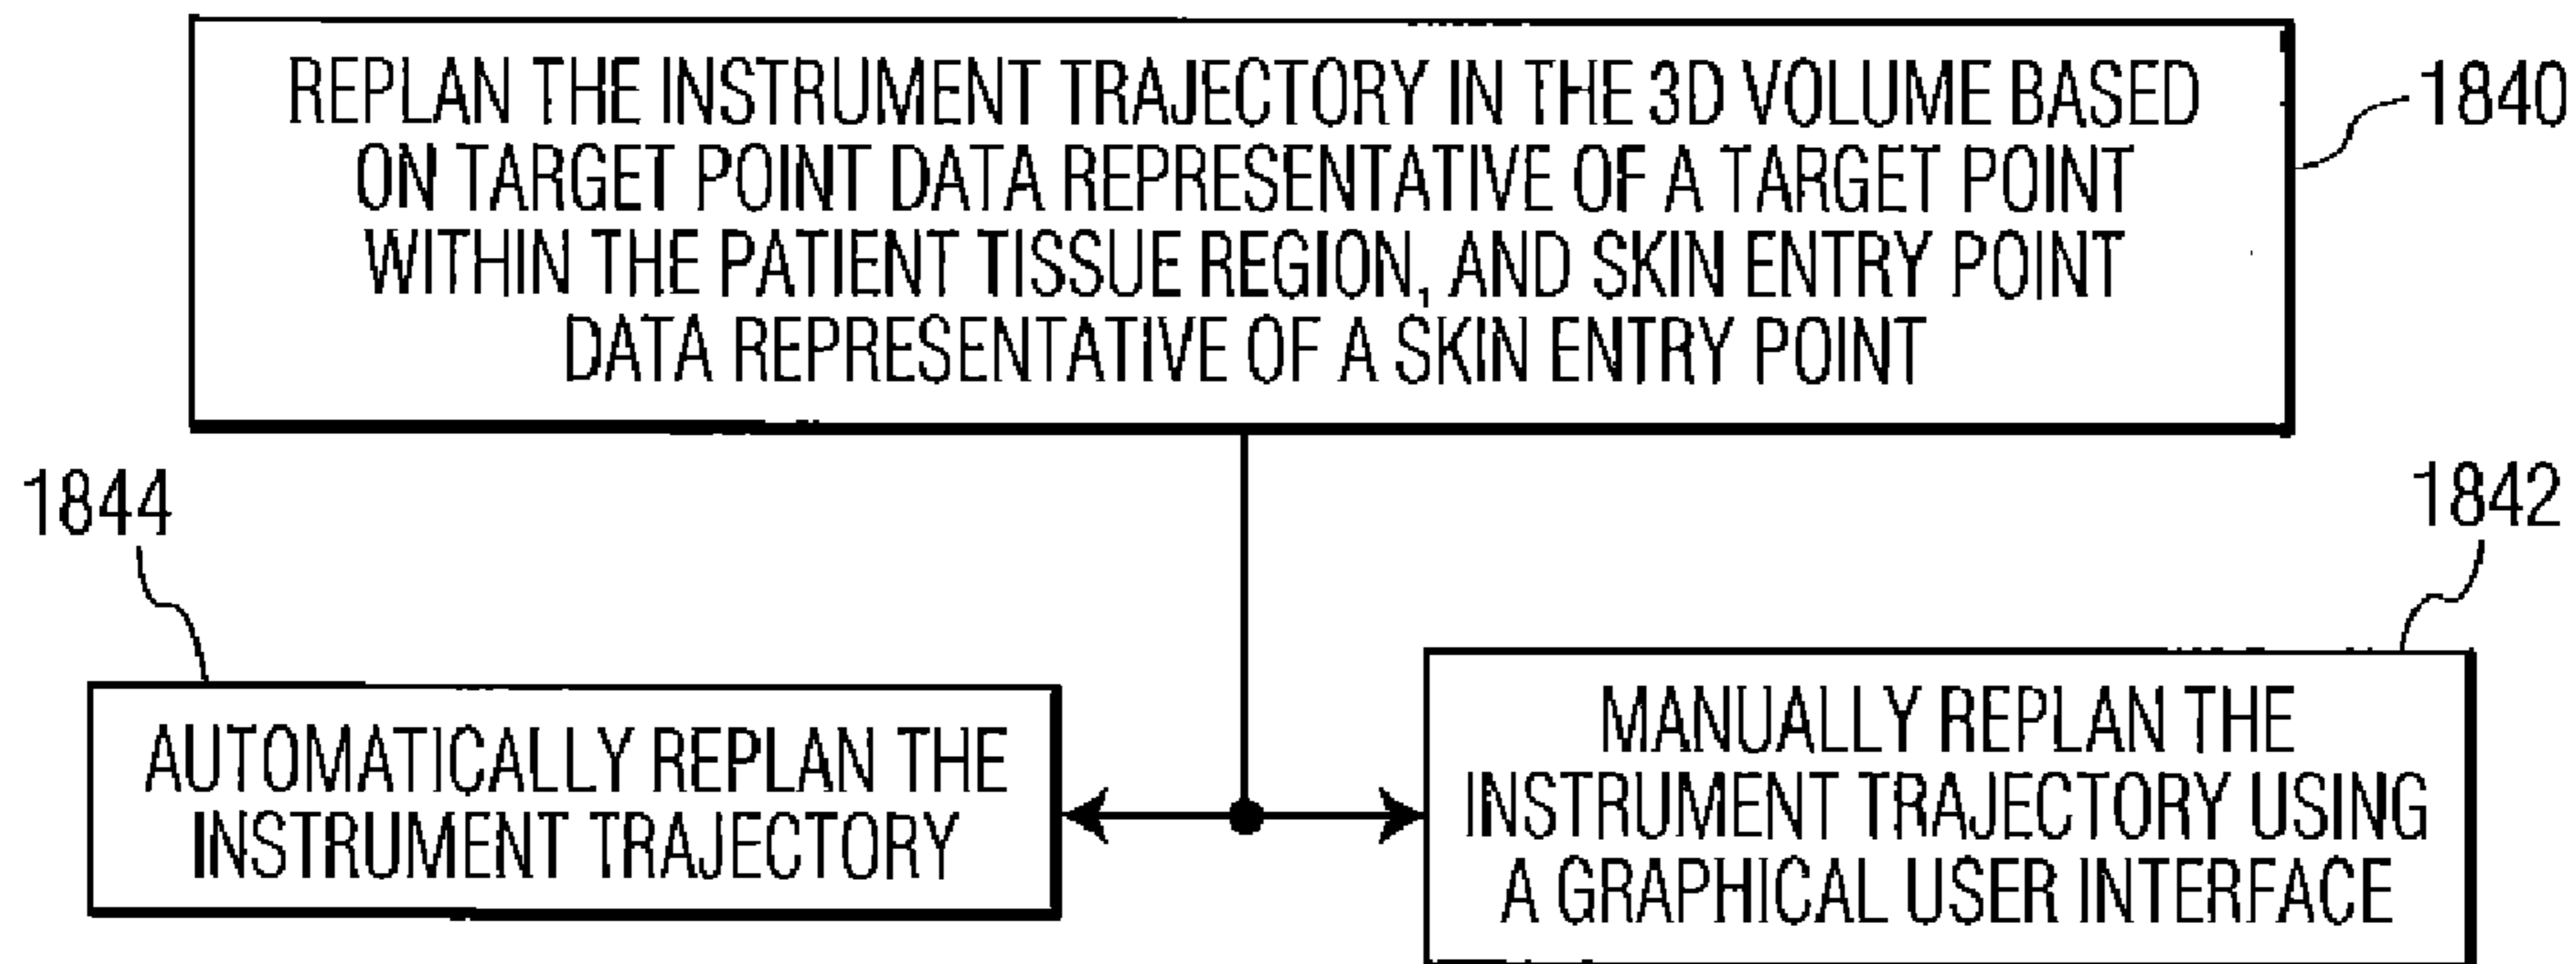 REPLAN THE INSTRUMENT TRAJECTORY IN THE 3D VOLUME BASED
ON TARGET POINT DATA REPRESENTATIVE OF A TARGET POINT
WITHIN THE PATIENT TISSUE REGION, AND SKIN ENTRY POINT
DATA REPRESENTATIVE OF A SKIN ENTRY POINT
1840
1844
1842
AUTOMATICALLY REPLAN THE
INSTRUMENT TRAJECTORY
MANUALLY REPLAN THE
INSTRUMENT TRAJECTORY USING
A GRAPHICAL USER INTERFACE